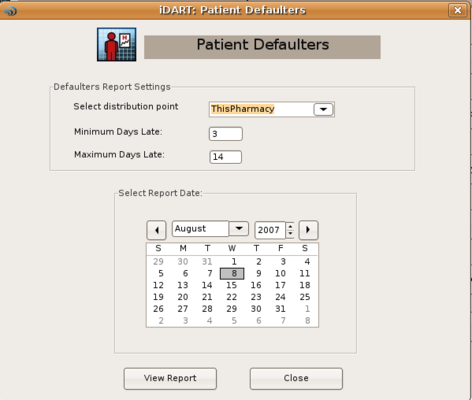 iDART: Patient Defaulters
Patient Defaulters
Defaulters Report Settings
Select distribution point
ThisPharmacy
Minimum Days Late:
3
Maximum Days Late:
14
Select Report Date:
August 2007
S M T W T F S
29 30 31 1 2 3 4
5 6 7 8 9 10 11
12 13 14 15 16 17 18
19 20 21 22 23 24 25
26 27 28 29 30 31 1
2 3 4 5 6 7 8
View Report Close